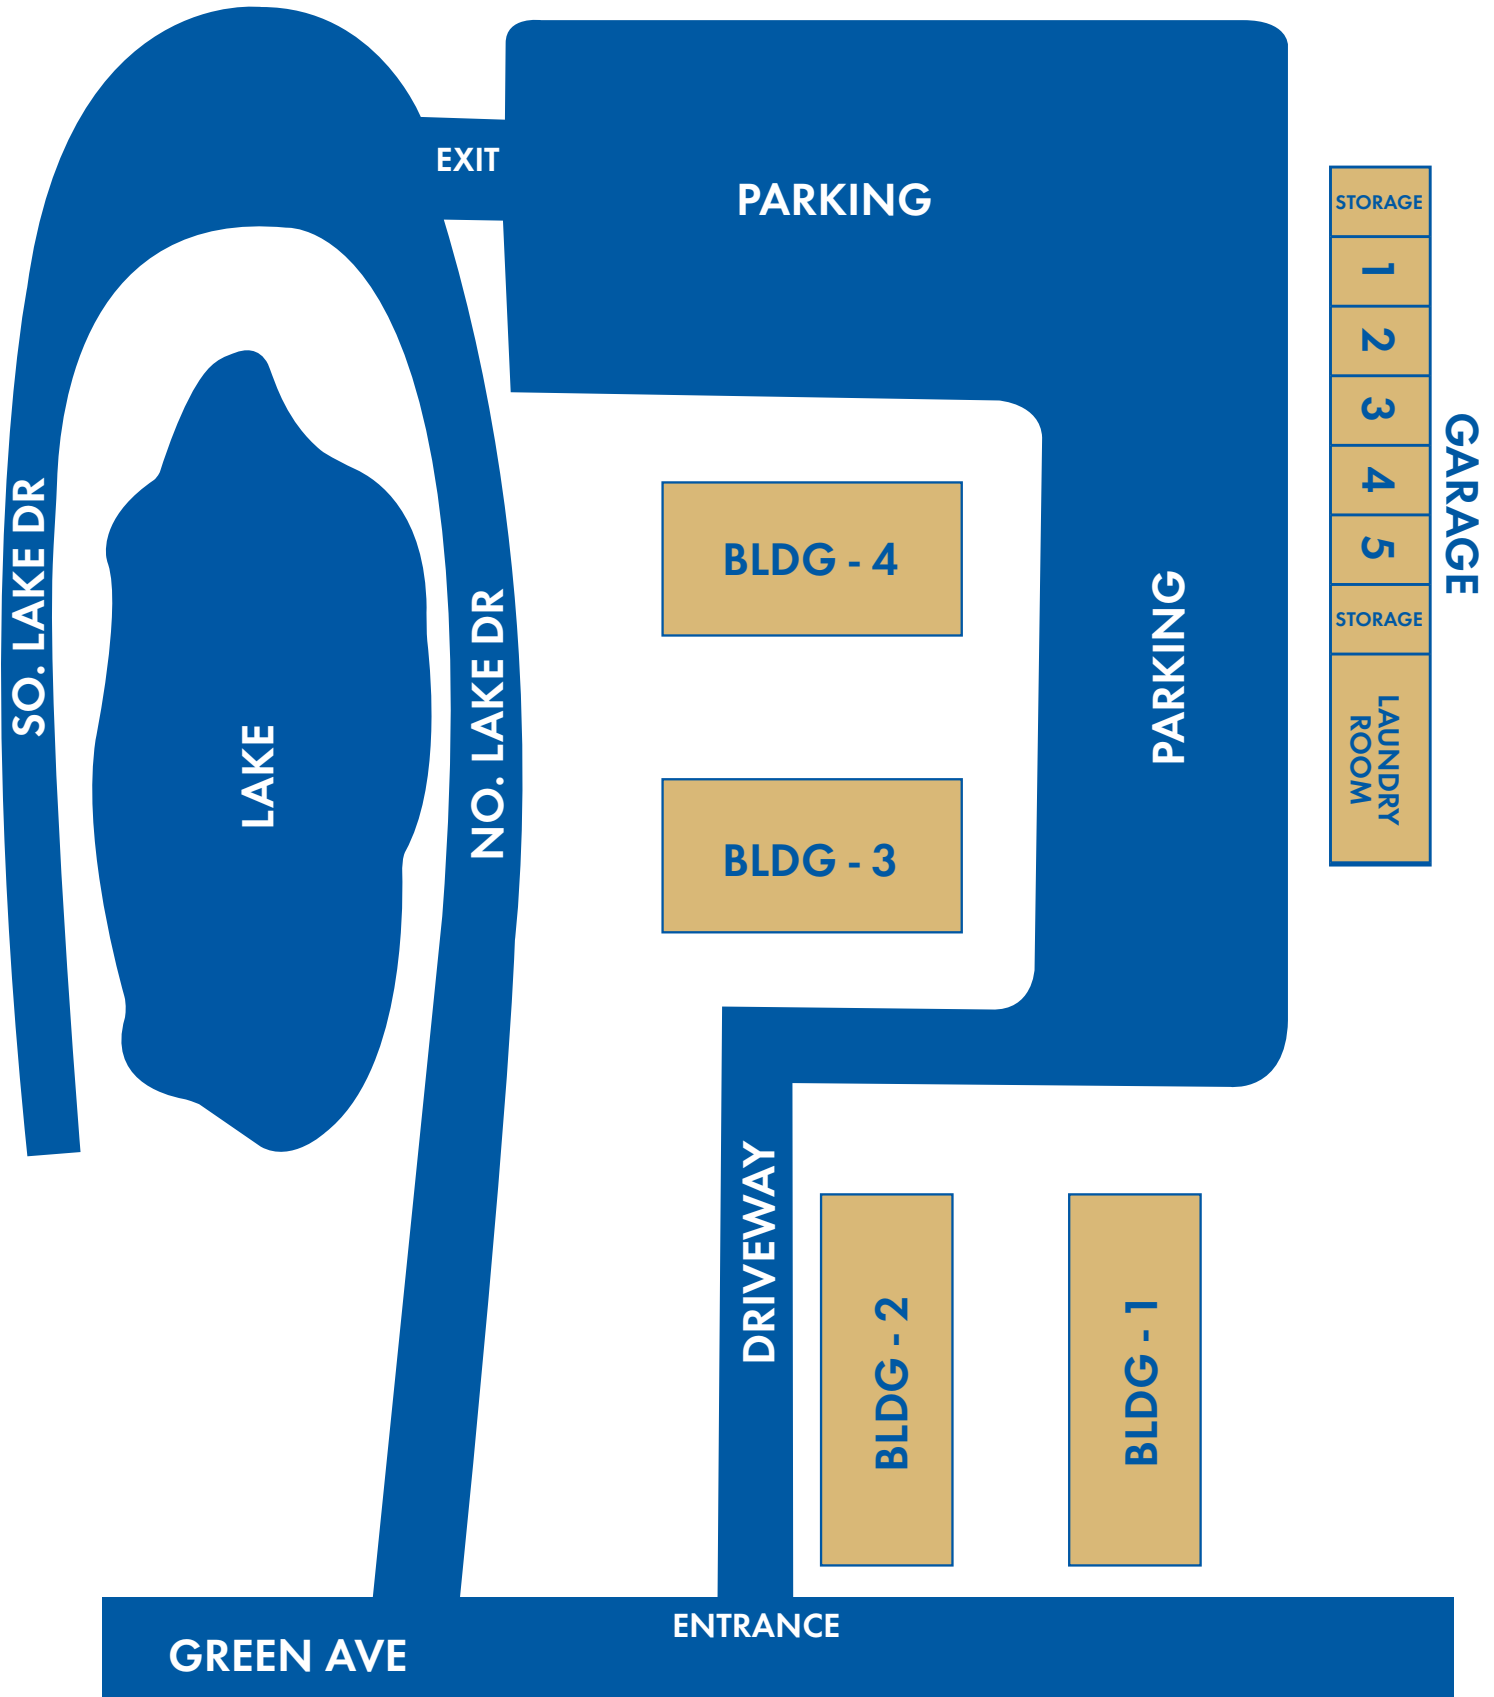 EXIT
PARKING
STORAGE
1
2
3
4
5
STORAGE
LAUNDRY
ROOM
GARAGE
SO. LAKE DR
LAKE
NO. LAKE DR
BLDG - 4
BLDG - 3
PARKING
DRIVEWAY
BLDG - 2
BLDG - 1
ENTRANCE
GREEN AVE